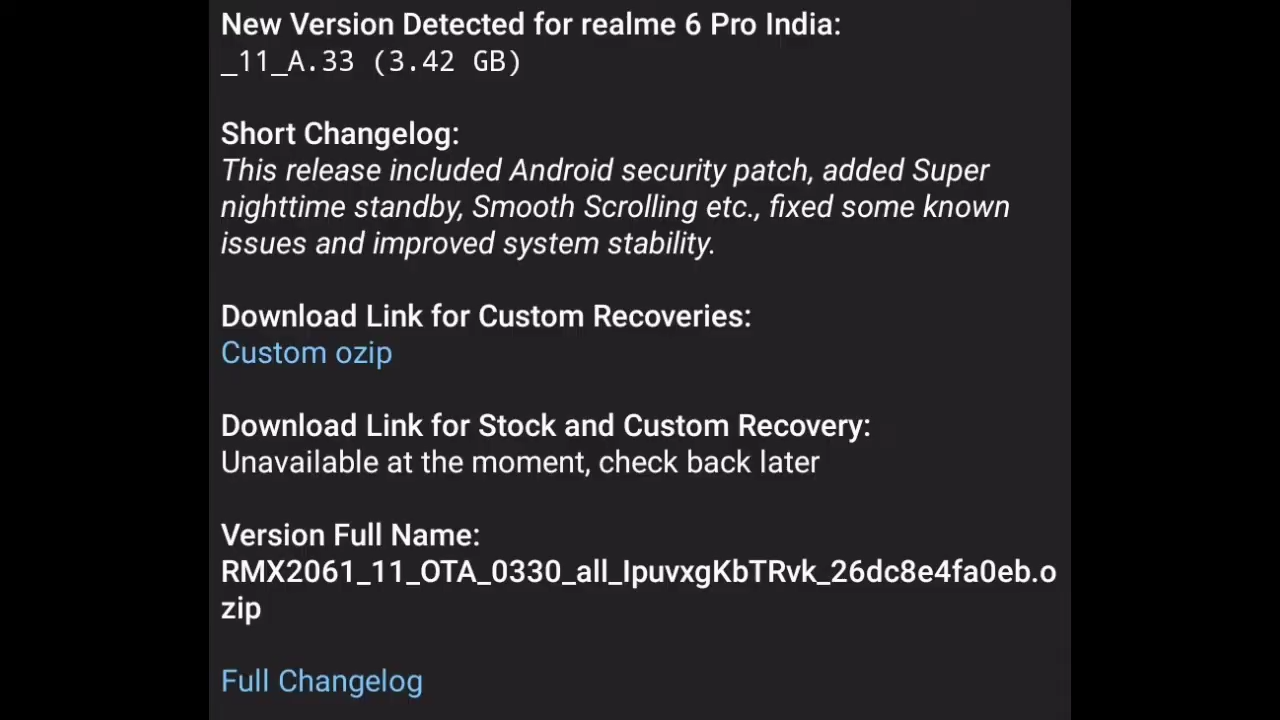 New Version Detected for realme 6 Pro India:
_11_A.33 (3.42 GB)
Short Changelog:
This release included Android security patch, added Super
nighttime standby, Smooth Scrolling etc., fixed some known
issues and improved system stability.
Download Link for Custom Recoveries:
Custom ozip
Download Link for Stock and Custom Recovery:
Unavailable at the moment, check back later
Version Full Name:
RMX2061_11_OTA_0330_all_IpuvxgKbTRvk_26dc8e4fa0eb.o
zip
Full Changelog